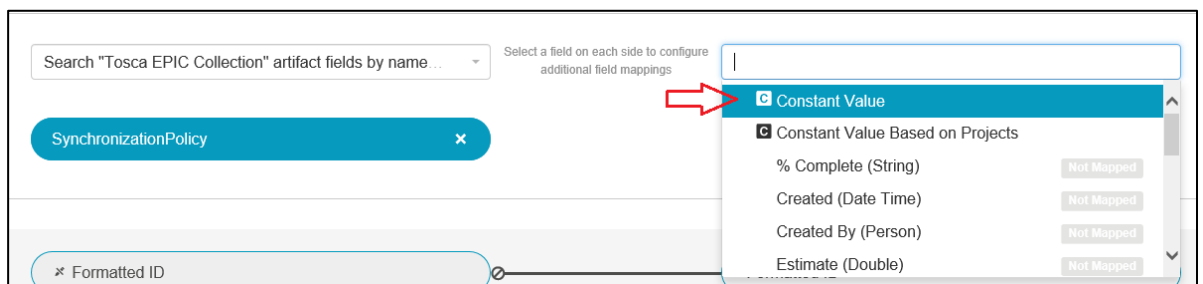 Search "Tosca EPIC Collection" artifact fields by name...
Select a field on each side to configure
additional field mappings
SynchronizationPolicy ×
C Constant Value
C Constant Value Based on Projects
% Complete (String) Not Mapped
Created (Date Time) Not Mapped
Created By (Person) Not Mapped
Estimate (Double) Not Mapped
Formatted ID